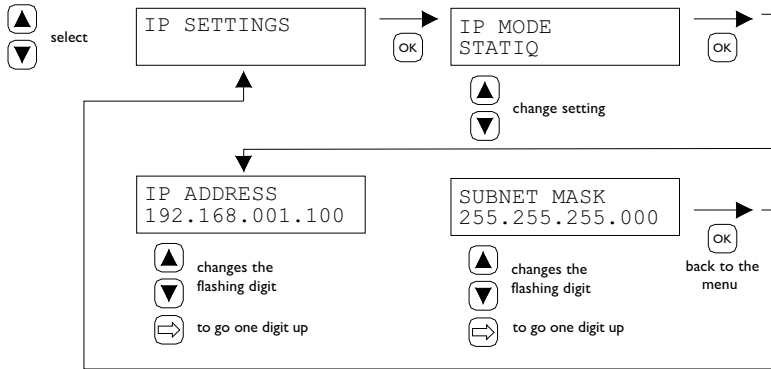 select
IP SETTINGS
OK
IP MODE
STATIQ
OK
change setting
IP ADDRESS
192.168.001.100
changes the
flashing digit
to go one digit up
SUBNET MASK
255.255.255.000
changes the
flashing digit
to go one digit up
OK
back to the
menu